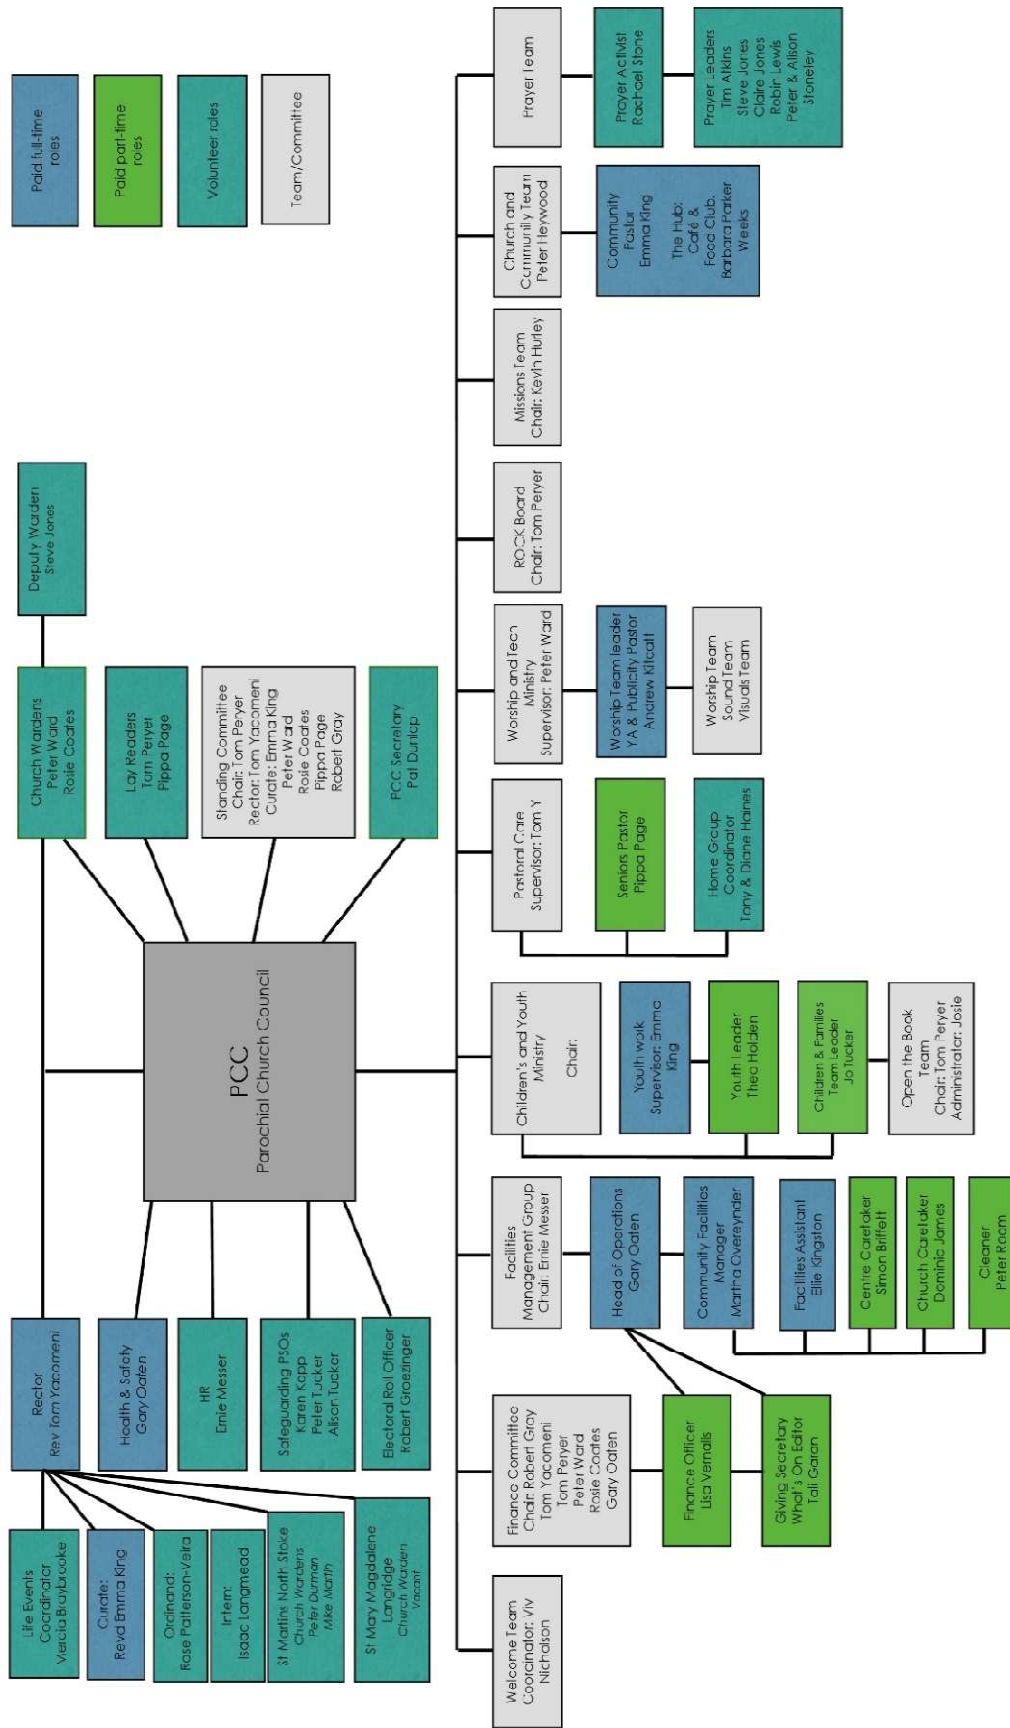 Life Events
Coordinator
Mercia Braybrooke
Curate:
Revd Emma King
Ordinand:
Rose Patterson-Veira
Intern:
Isaac Langmead
St Martins North Stoke
Church Wardens
Peter Durman
Mike Martin
St Mary Magdalene
Langridge
Church Warden
Vacant
Rector
Rev Tom Yacomeni
Health & Safety
Gary Oaten
HR
Ernie Messer
Safeguarding PSOs
Karen Kopp
Peter Tucker
Alison Tucker
Electoral Roll Officer
Robert Groezinger
PCC
Parochial Church Council
Church Wardens
Peter Ward
Rosie Coates
Lay Readers
Tom Peryer
Pippa Page
Standing Committee
Chair: Tom Peryer
Rector: Tom Yacomeni
Curate: Emma King
Peter Ward
Rosie Coates
Pippa Page
Robert Gray
PCC Secretary
Pat Dunlop
Deputy Warden
Steve Jones
Paid full-time
roles
Paid part-time
roles
Volunteer roles
Team/Committee
Welcome Team
Coordinator: Viv
Nicholson
Finance Committee
Chair: Robert Gray
Tom Yacomeni
Tom Peryer
Peter Ward
Rosie Coates
Gary Oaten
Finance Officer
Lisa Vernalls
Giving Secretary
What's On Editor
Tali Garan
Facilities
Management Group
Chair: Ernie Messer
Head of Operations
Gary Oaten
Community Facilities
Manager
Martha Overeynder
Facilities Assistant
Ellie Kingston
Centre Caretaker
Simon Briffett
Church Caretaker
Dominic James
Cleaner
Peter Room
Children's and Youth
Ministry
Chair:
Youth work
Supervisor: Emma
King
Youth Leader
Thea Holden
Children & Families
Team Leader
Jo Tucker
Open the Book
Team
Chair: Tom Peryer
Administrator: Josie
Pastoral Care
Supervisor: Tom Y
Seniors Pastor
Pippa Page
Home Group
Coordinator
Tony & Diane Haines
Worship and Tech
Ministry
Supervisor: Peter Ward
Worship Team leader
YA & Publicity Pastor
Andrew Kitcatt
Worship Team
Sound Team
Visuals Team
ROCK Board
Chair: Tom Peryer
Missions Team
Chair: Kevin Hurley
Church and
Community Team
Peter Heywood
Community
Pastor
Emma King
The Hub:
Café &
Food Club.
Barbara Parker
Weeks
Prayer Team
Prayer Activist
Rachael Stone
Prayer Leaders
Tim Atkins
Steve Jones
Claire Jones
Robin Lewis
Peter & Alison
Stoneley